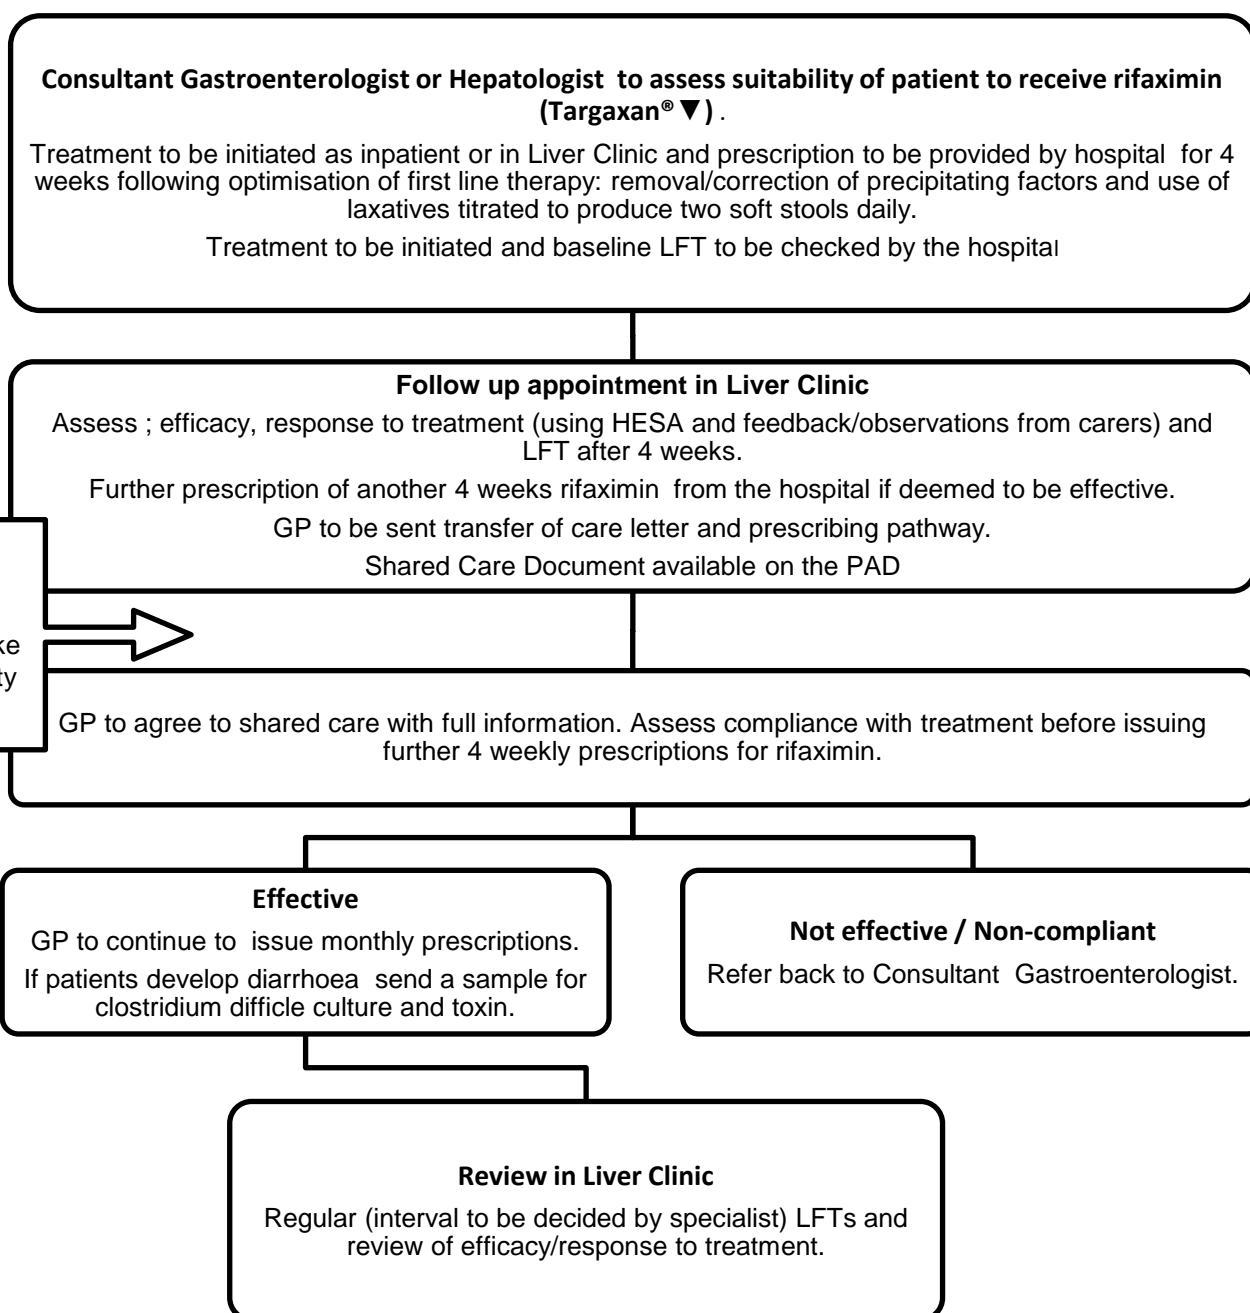 Consultant Gastroenterologist or Hepatologist to assess suitability of patient to receive rifaximin
(Targaxan® ▼) .
Treatment to be initiated as inpatient or in Liver Clinic and prescription to be provided by hospital for 4
weeks following optimisation of first line therapy: removal/correction of precipitating factors and use of
laxatives titrated to produce two soft stools daily.
Treatment to be initiated and baseline LFT to be checked by the hospital
Follow up appointment in Liver Clinic
Assess ; efficacy, response to treatment (using HESA and feedback/observations from carers) and
LFT after 4 weeks.
Further prescription of another 4 weeks rifaximin from the hospital if deemed to be effective.
GP to be sent transfer of care letter and prescribing pathway.
Shared Care Document available on the PAD
GP to agree to shared care with full information. Assess compliance with treatment before issuing
further 4 weekly prescriptions for rifaximin.
Effective
GP to continue to issue monthly prescriptions.
If patients develop diarrhoea send a sample for
clostridium difficle culture and toxin.
Not effective / Non-compliant
Refer back to Consultant Gastroenterologist.
Review in Liver Clinic
Regular (interval to be decided by specialist) LFTs and
review of efficacy/response to treatment.